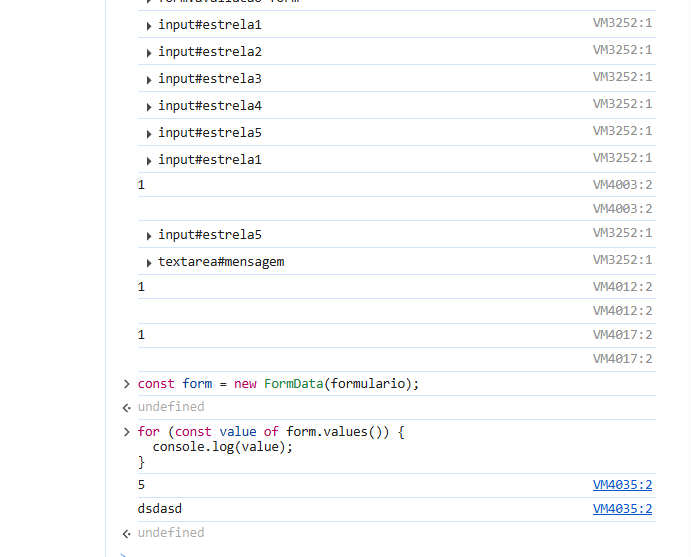 input#estrela1 VM3252:1
input#estrela2 VM3252:1
input#estrela3 VM3252:1
input#estrela4 VM3252:1
input#estrela5 VM3252:1
input#estrela1 VM3252:1
1 VM4003:2
VM4003:2
input#estrela5 VM3252:1
textarea#mensagem VM3252:1
1 VM4012:2
VM4012:2
1 VM4017:2
VM4017:2
const form = new FormData(formulario);
undefined
for (const value of form.values()) {
  console.log(value);
}
5 VM4035:2
dsdasd VM4035:2
undefined